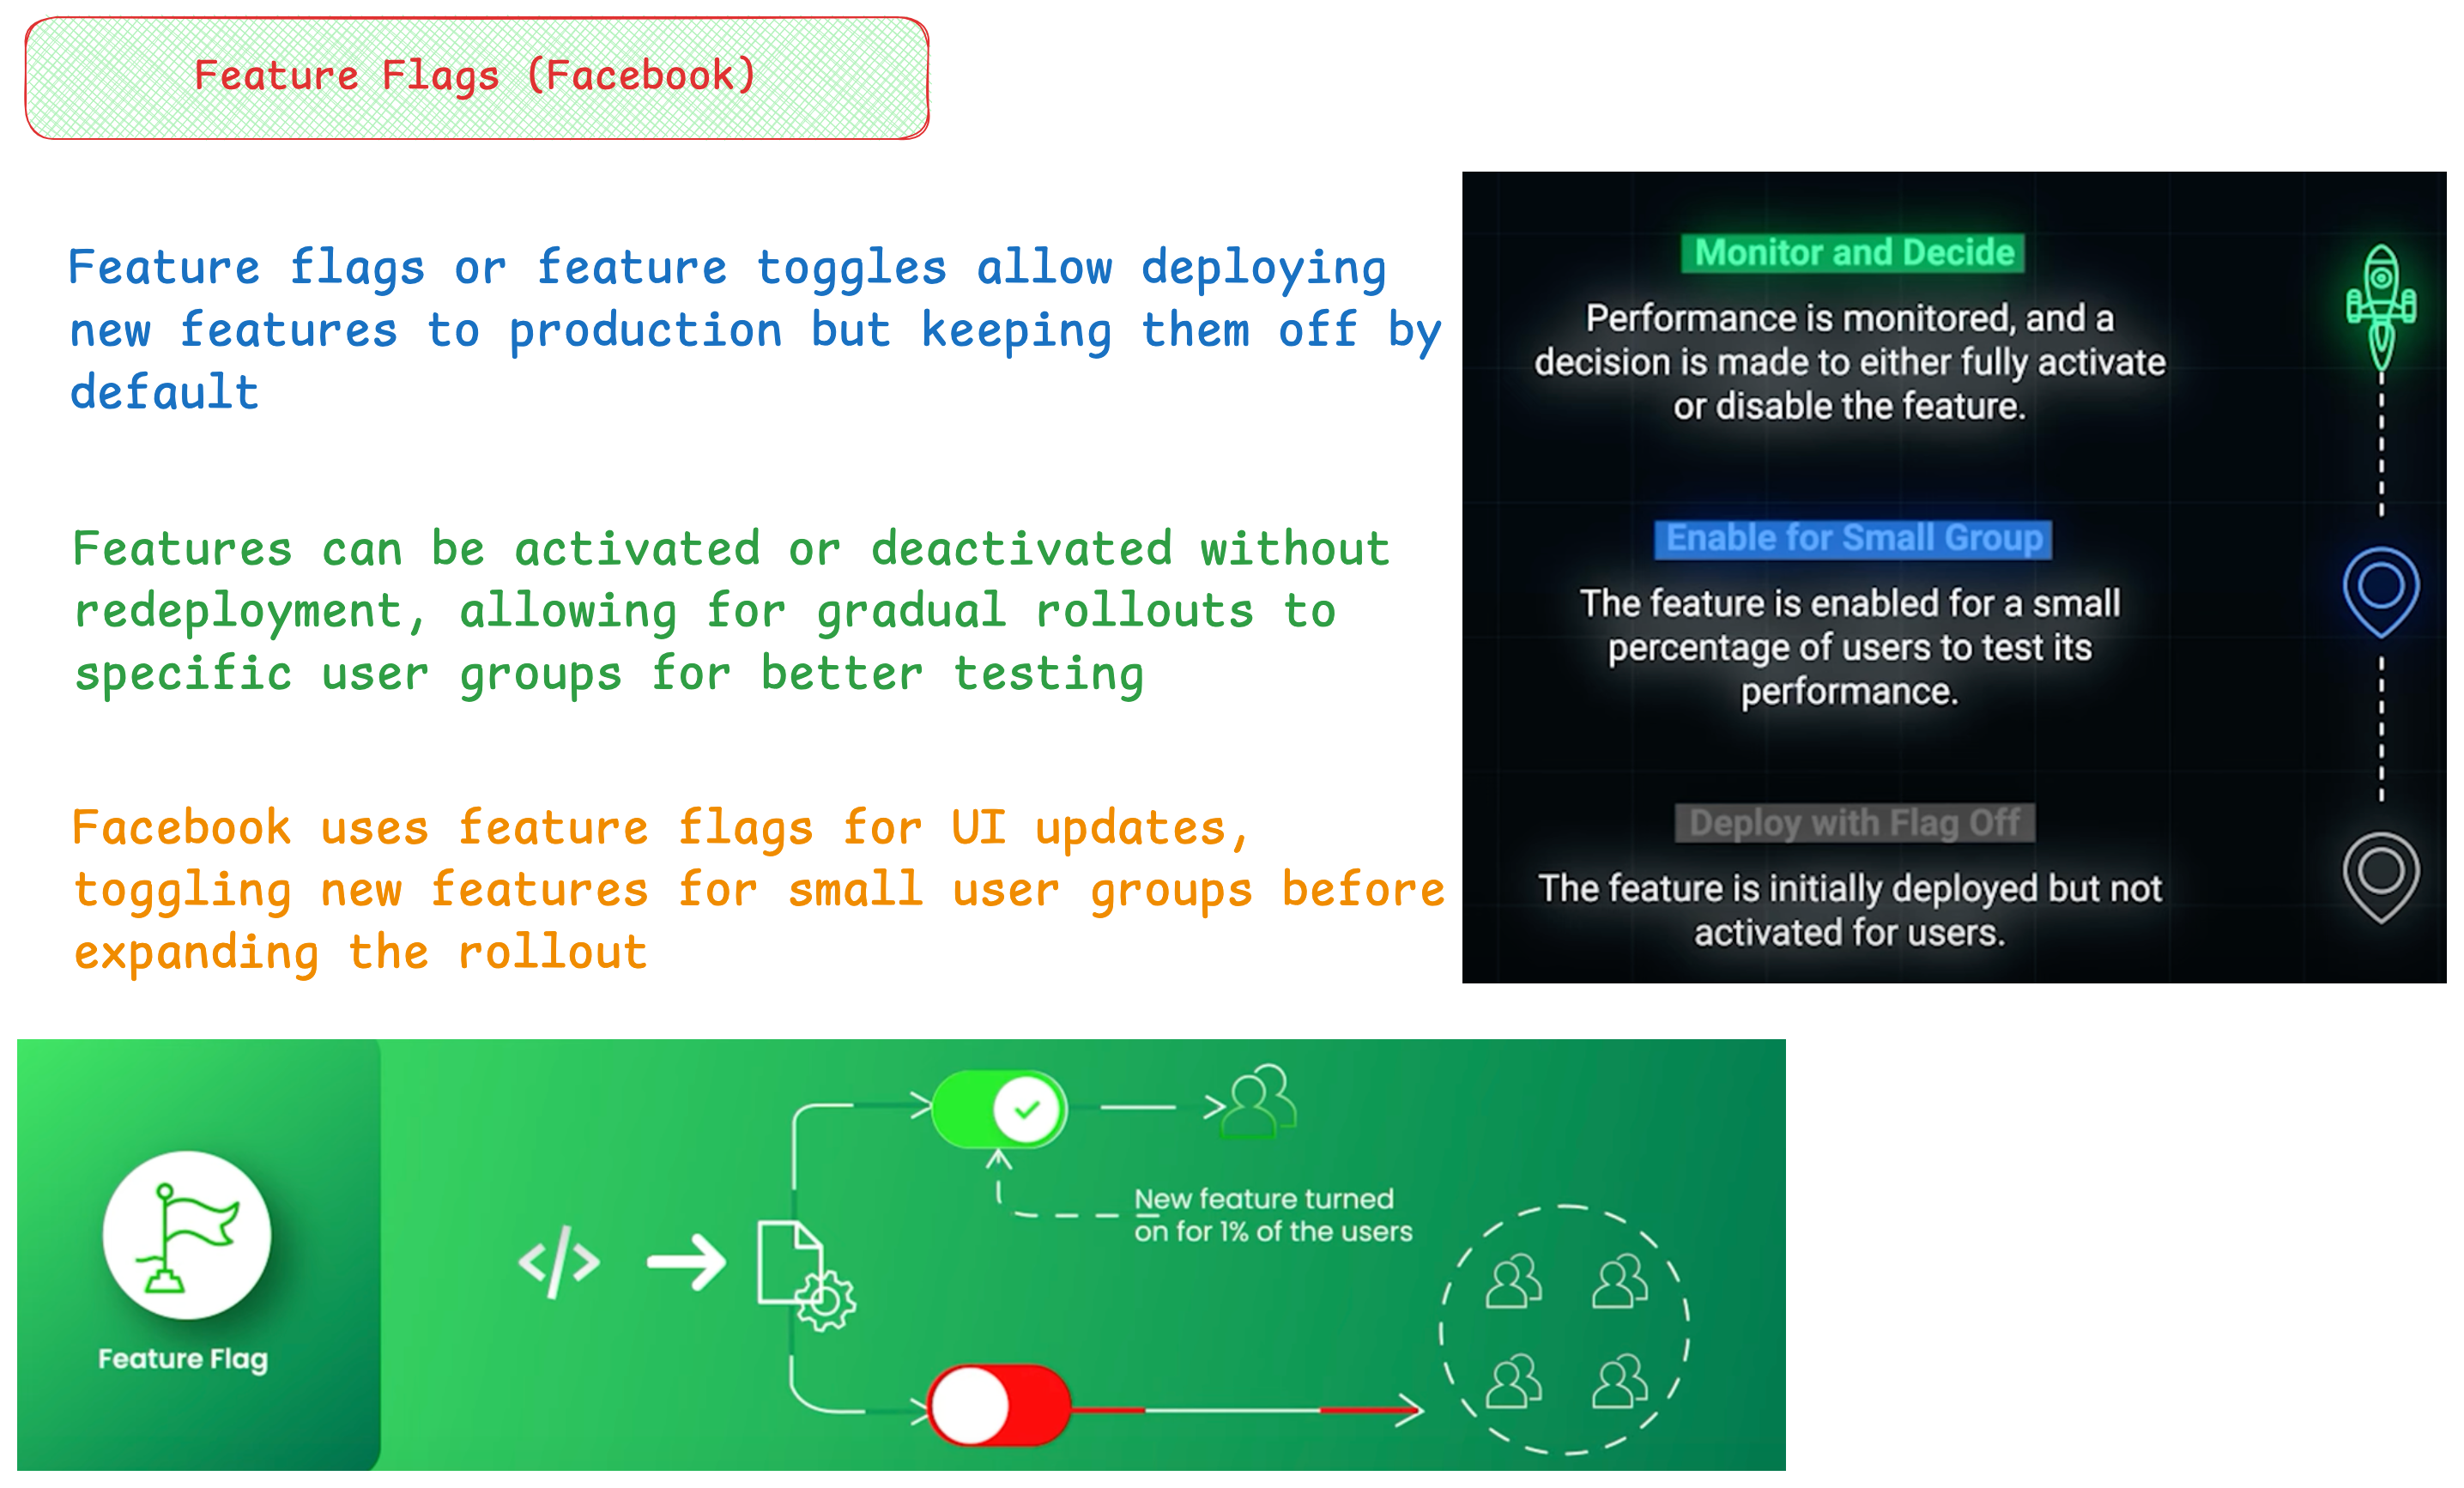 Feature Flags (Facebook)
Feature flags or feature toggles allow deploying
new features to production but keeping them off by
default
Features can be activated or deactivated without
redeployment, allowing for gradual rollouts to
specific user groups for better testing
Facebook uses feature flags for UI updates,
toggling new features for small user groups before
expanding the rollout
Monitor and Decide
Performance is monitored, and a
decision is made to either fully activate
or disable the feature.
Enable for Small Group
The feature is enabled for a small
percentage of users to test its
performance.
Deploy with Flag Off
The feature is initially deployed but not
activated for users.
Feature Flag
</>
New feature turned
on for 1% of the users